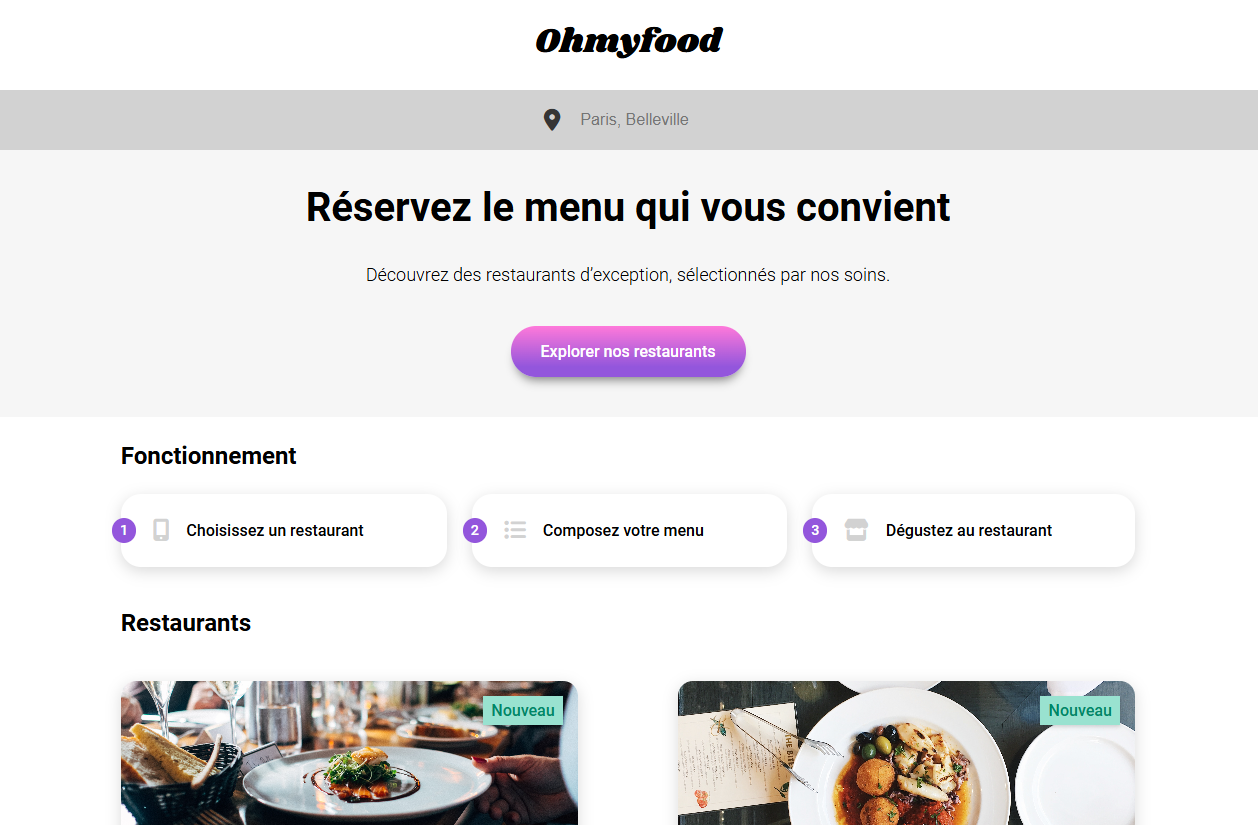 Ohmyfood
Paris, Belleville
Réservez le menu qui vous convient
Découvrez des restaurants d’exception, sélectionnés par nos soins.
Explorer nos restaurants
Fonctionnement
1 Choisissez un restaurant
2 Composez votre menu
3 Dégustez au restaurant
Restaurants
Nouveau
Nouveau